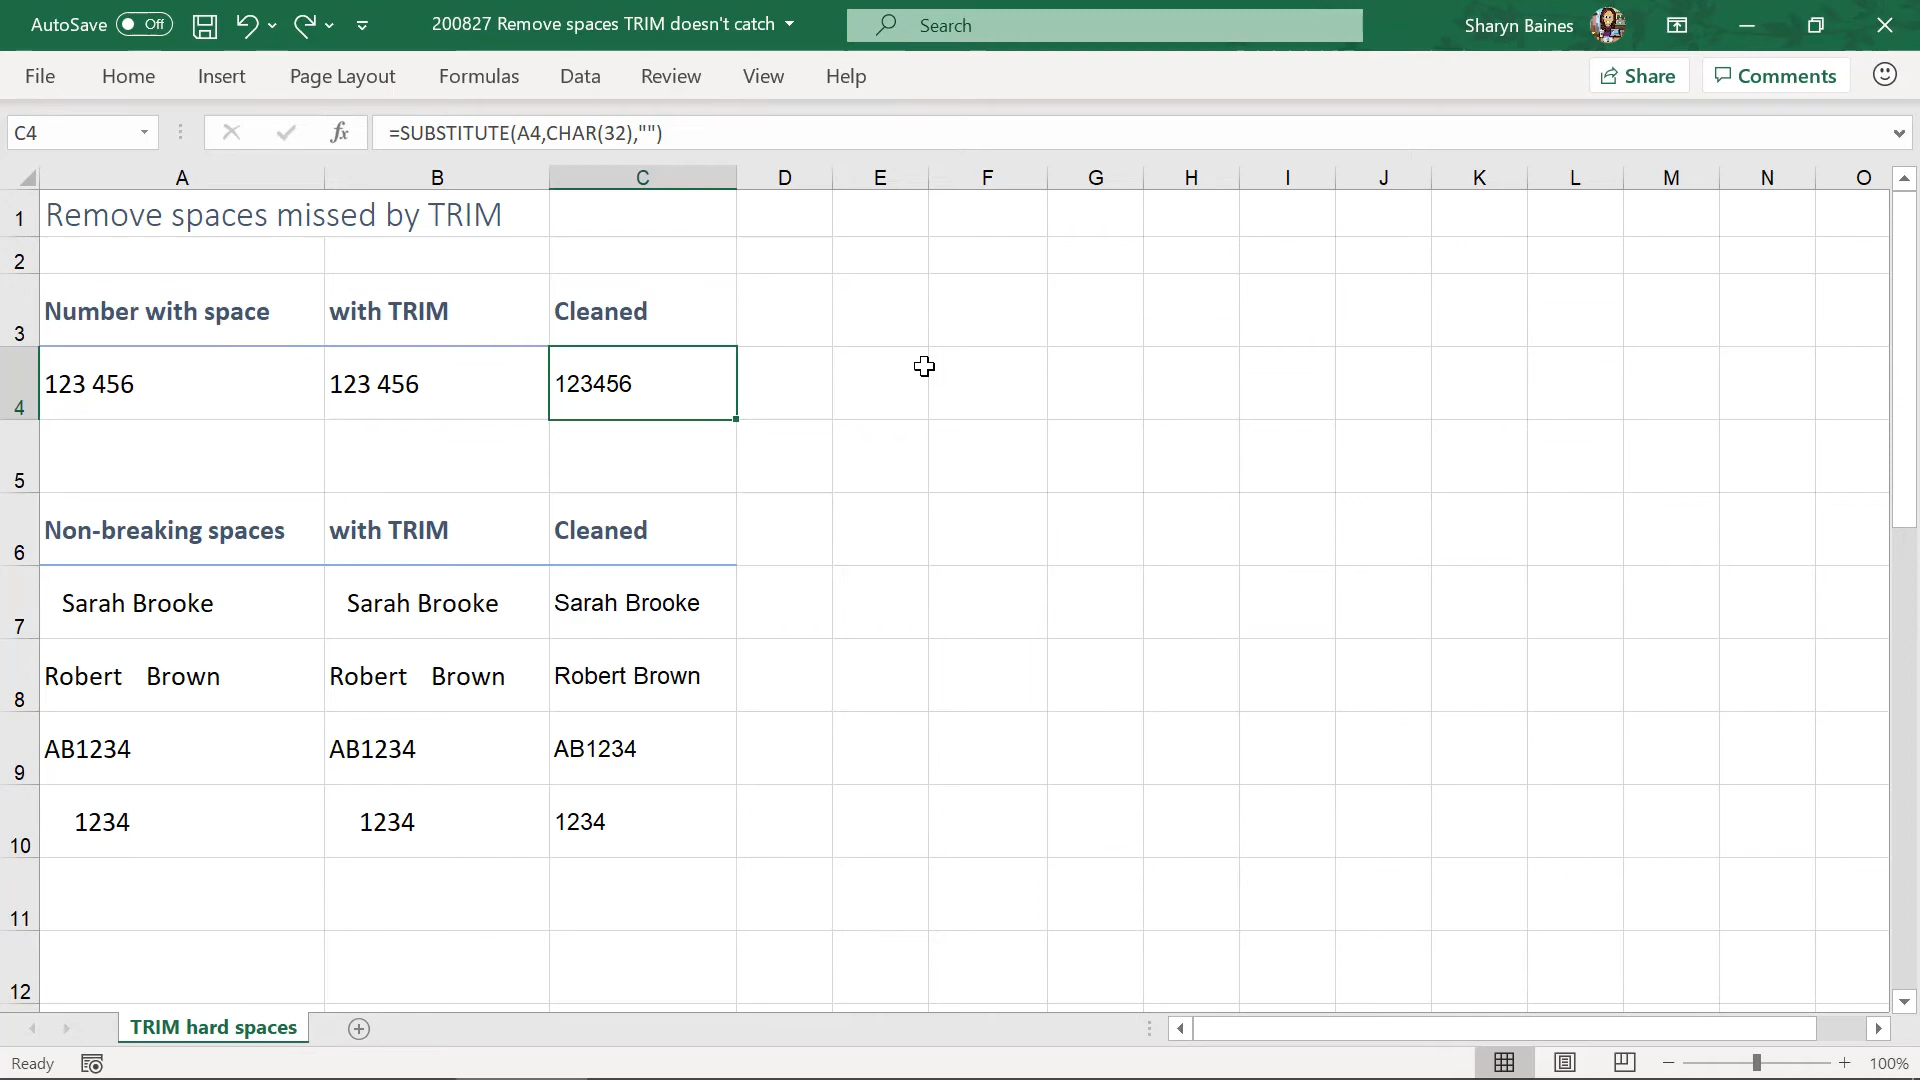 AutoSave Off 200827 Remove spaces TRIM doesn't catch Search Sharyn Baines
File Home Insert Page Layout Formulas Data Review View Help Share Comments
C4 fx =SUBSTITUTE(A4,CHAR(32),"")
A B C D E F G H I J K L M N O
1 Remove spaces missed by TRIM
2
3 Number with space with TRIM Cleaned
4 123 456 123 456 123456
5
6 Non-breaking spaces with TRIM Cleaned
7 Sarah Brooke Sarah Brooke Sarah Brooke
8 Robert    Brown Robert    Brown Robert Brown
9 AB1234 AB1234 AB1234
10 1234 1234 1234
11
12
TRIM hard spaces
Ready 100%